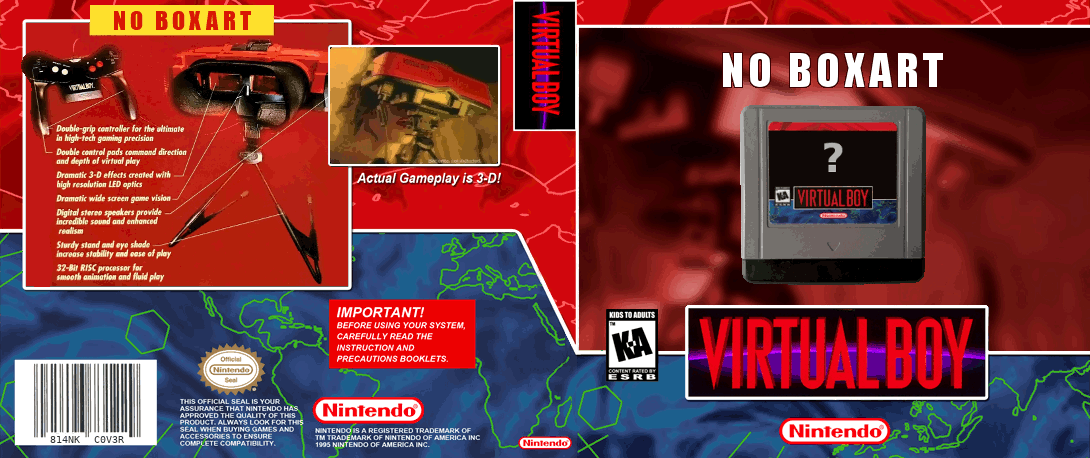 NO BOXART
VIRTUAL BOY
Double-grip controller for the ultimate
in high-tech gaming precision
Double control pads command direction
and depth of virtual play
Dramatic 3-D effects created with
high resolution LED optics
Dramatic wide screen game vision
Digital stereo speakers provide
incredible sound and enhanced
realism
Sturdy stand and eye shade
increase stability and ease of play
32-Bit RISC processor for
smooth animation and fluid play
Actual Gameplay is 3-D!
IMPORTANT!
BEFORE USING YOUR SYSTEM,
CAREFULLY READ THE
INSTRUCTION AND
PRECAUTIONS BOOKLETS.
814NK C0V3R
Official
Nintendo
Seal
THIS OFFICIAL SEAL IS YOUR
ASSURANCE THAT NINTENDO HAS
APPROVED THE QUALITY OF THIS
PRODUCT. ALWAYS LOOK FOR THIS
SEAL WHEN BUYING GAMES AND
ACCESSORIES TO ENSURE
COMPLETE COMPATIBILITY.
Nintendo®
NINTENDO IS A REGISTERED TRADEMARK OF
TM TRADEMARK OF NINTENDO OF AMERICA INC
1995 NINTENDO OF AMERICA INC.
VIRTUAL BOY
Nintendo®
NO BOXART
?
KA
VIRTUAL BOY
Nintendo
KIDS TO ADULTS
TM
KA
CONTENT RATED BY
ESRB
VIRTUAL BOY
Nintendo®